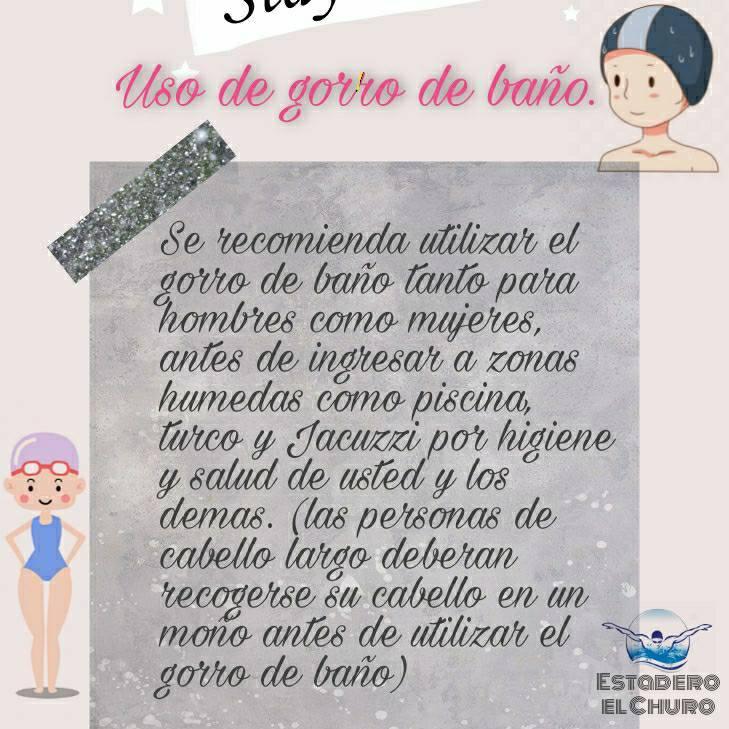 Uso de gorro de baño.
Se recomienda utilizar el
gorro de baño tanto para
hombres como mujeres,
antes de ingresar a zonas
humedas como piscina,
turco y Jacuzzi por higiene
y salud de usted y los
demas. (las personas de
cabello largo deberan
recogerse su cabello en un
moño antes de utilizar el
gorro de baño)
ESTADERO
EL CHURO